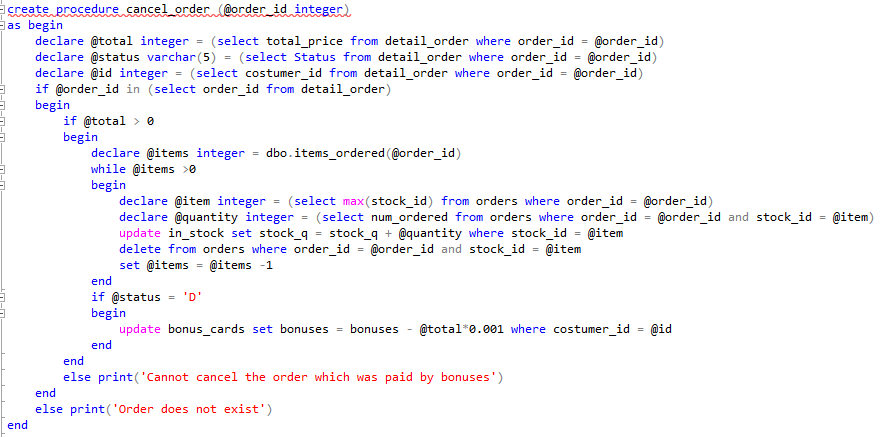 create procedure cancel_order (@order_id integer)
as begin
declare @total integer = (select total_price from detail_order where order_id = @order_id)
declare @status varchar(5) = (select Status from detail_order where order_id = @order_id)
declare @id integer = (select costumer_id from detail_order where order_id = @order_id)
if @order_id in (select order_id from detail_order)
begin
if @total > 0
begin
declare @items integer = dbo.items_ordered(@order_id)
while @items >0
begin
declare @item integer = (select max(stock_id) from orders where order_id = @order_id)
declare @quantity integer = (select num_ordered from orders where order_id = @order_id and stock_id = @item)
update in_stock set stock_q = stock_q + @quantity where stock_id = @item
delete from orders where order_id = @order_id and stock_id = @item
set @items = @items -1
end
if @status = 'D'
begin
update bonus_cards set bonuses = bonuses - @total*0.001 where costumer_id = @id
end
end
else print('Cannot cancel the order which was paid by bonuses')
end
else print('Order does not exist')
end